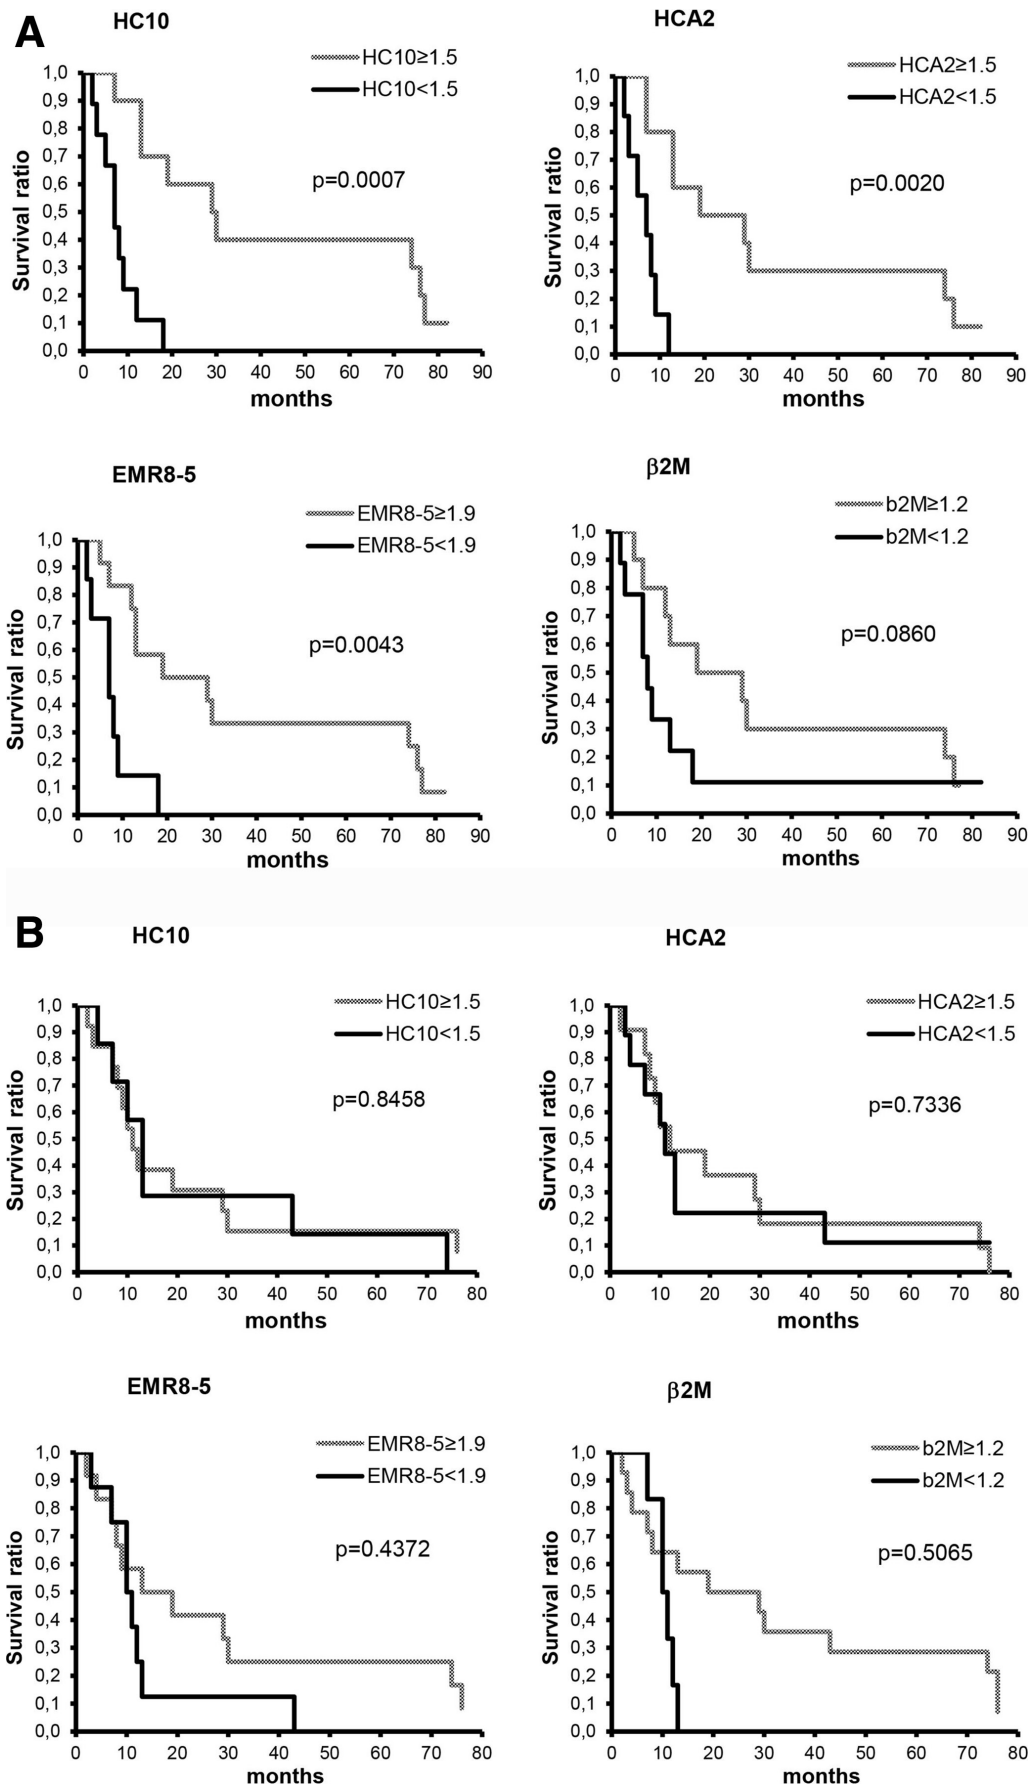 A
HC10
HC10≥1.5
HC10<1.5
1,0
0,9
0,8
0,7
0,6
0,5
0,4
0,3
0,2
0,1
0,0
Survival ratio
p=0.0007
0 10 20 30 40 50 60 70 80 90
months
HCA2
HCA2≥1.5
HCA2<1.5
1,0
0,9
0,8
0,7
0,6
0,5
0,4
0,3
0,2
0,1
0,0
Survival ratio
p=0.0020
0 10 20 30 40 50 60 70 80 90
months
EMR8-5
EMR8-5≥1.9
EMR8-5<1.9
1,0
0,9
0,8
0,7
0,6
0,5
0,4
0,3
0,2
0,1
0,0
Survival ratio
p=0.0043
0 10 20 30 40 50 60 70 80 90
months
β2M
b2M≥1.2
b2M<1.2
1,0
0,9
0,8
0,7
0,6
0,5
0,4
0,3
0,2
0,1
0,0
Survival ratio
p=0.0860
0 10 20 30 40 50 60 70 80 90
months
B
HC10
HC10≥1.5
HC10<1.5
1,0
0,9
0,8
0,7
0,6
0,5
0,4
0,3
0,2
0,1
0,0
Survival ratio
p=0.8458
0 10 20 30 40 50 60 70 80
months
HCA2
HCA2≥1.5
HCA2<1.5
1,0
0,9
0,8
0,7
0,6
0,5
0,4
0,3
0,2
0,1
0,0
Survival ratio
p=0.7336
0 10 20 30 40 50 60 70 80
months
EMR8-5
EMR8-5≥1.9
EMR8-5<1.9
1,0
0,9
0,8
0,7
0,6
0,5
0,4
0,3
0,2
0,1
0,0
Survival ratio
p=0.4372
0 10 20 30 40 50 60 70 80
months
β2M
b2M≥1.2
b2M<1.2
1,0
0,9
0,8
0,7
0,6
0,5
0,4
0,3
0,2
0,1
0,0
Survival ratio
p=0.5065
0 10 20 30 40 50 60 70 80
months